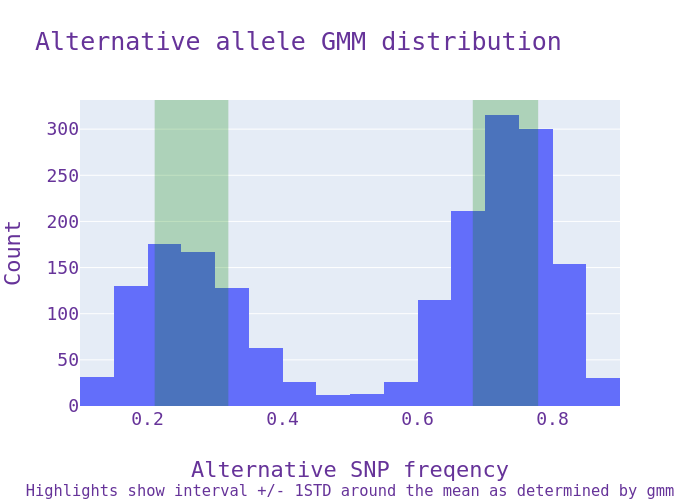 Alternative allele GMM distribution
Count
300
250
200
150
100
50
0
0.2 0.4 0.6 0.8
Alternative SNP freqency
Highlights show interval +/- 1STD around the mean as determined by gmm